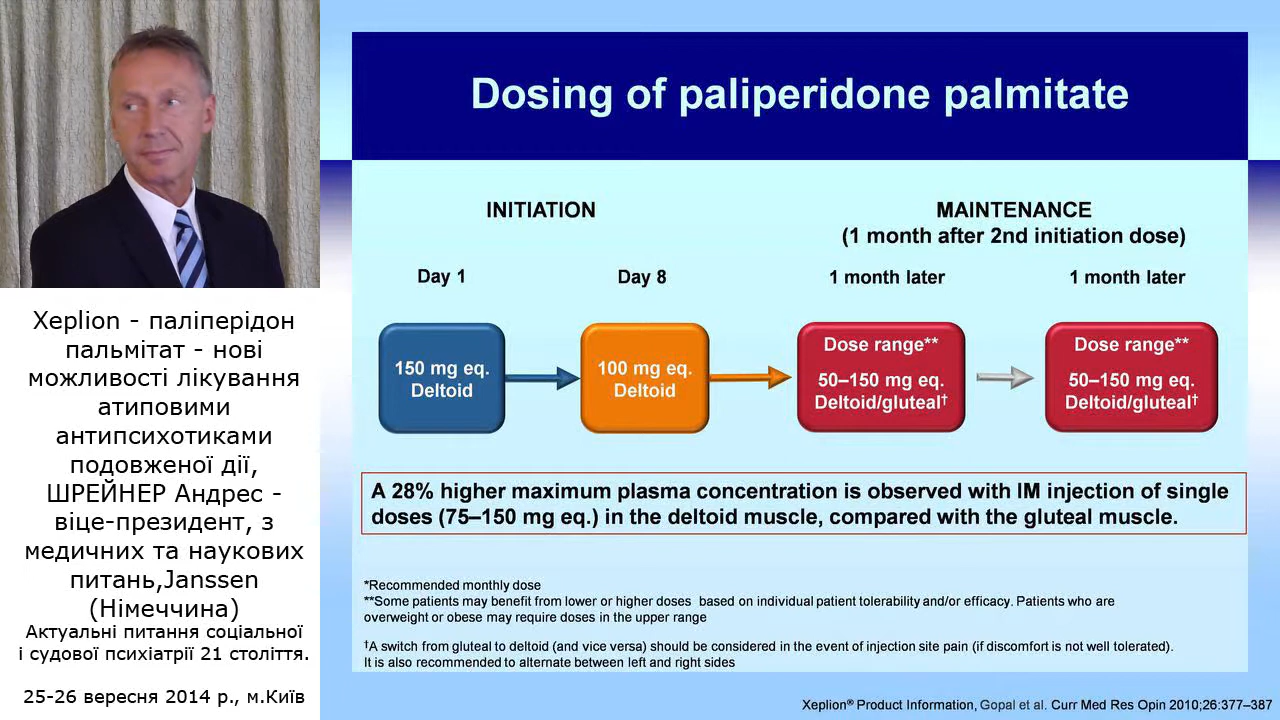 Xeplion - паліперідон
пальмітат - нові
можливості лікування
атиповими
антипсихотиками
подовженої дії,
ШРЕЙНЕР Андрес -
віце-президент, з
медичних та наукових
питань,Janssen
(Німеччина)
Актуальні питання соціальної
і судової психіатрії 21 століття.
25-26 вересня 2014 р., м.Київ
Dosing of paliperidone palmitate
INITIATION
MAINTENANCE
(1 month after 2nd initiation dose)
Day 1
Day 8
1 month later
1 month later
150 mg eq.
Deltoid
100 mg eq.
Deltoid
Dose range**
50–150 mg eq.
Deltoid/gluteal†
Dose range**
50–150 mg eq.
Deltoid/gluteal†
A 28% higher maximum plasma concentration is observed with IM injection of single
doses (75–150 mg eq.) in the deltoid muscle, compared with the gluteal muscle.
*Recommended monthly dose
**Some patients may benefit from lower or higher doses based on individual patient tolerability and/or efficacy. Patients who are
overweight or obese may require doses in the upper range
†A switch from gluteal to deltoid (and vice versa) should be considered in the event of injection site pain (if discomfort is not well tolerated).
It is also recommended to alternate between left and right sides
Xeplion® Product Information, Gopal et al. Curr Med Res Opin 2010;26:377–387